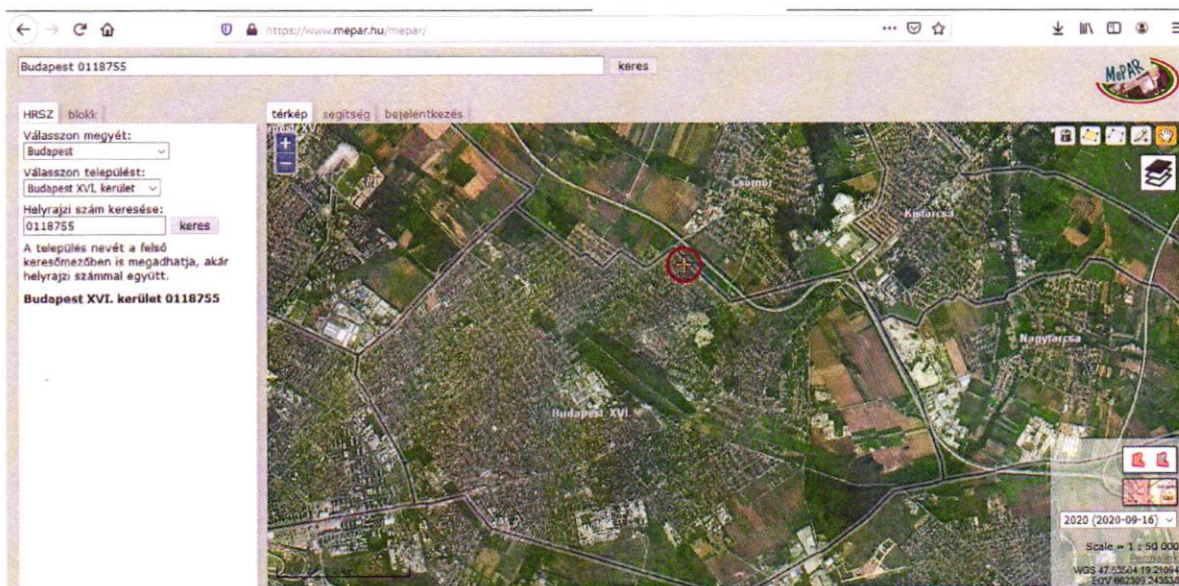 https://www.mepar.hu/mepar/
Budapest 0118755
keres
MePAR
HRSZ
blokk
térkép
segítség
bejelentkezés
Válasszon megyét:
Budapest
Válasszon települést:
Budapest XVI. kerület
Helyrajzi szám keresése:
0118755
keres
A település nevét a felső
keresőmezőben is megadhatja, akár
helyrajzi számmal együtt.
Budapest XVI. kerület 0118755
Csömör
Kistarcsa
Nagytarcsa
Budapest XVI.
2020 (2020-09-16)
Scale = 1 : 50 000
Permalink